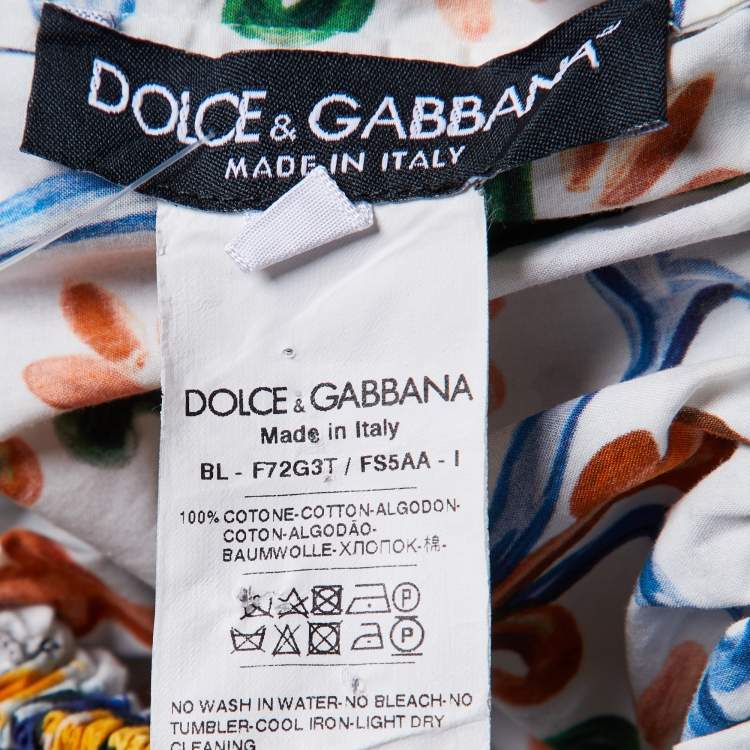 DOLCE & GABBANA
MADE IN ITALY
DOLCE & GABBANA
Made in Italy
BL - F72G3T / FS5AA - I
100% COTONE-COTTON-ALGODON-
COTON-ALGODÃO-
BAUMWOLLE-ХЛОПОК-棉-
P
P
NO WASH IN WATER-NO BLEACH-NO
TUMBLER-COOL IRON-LIGHT DRY
CLEANING